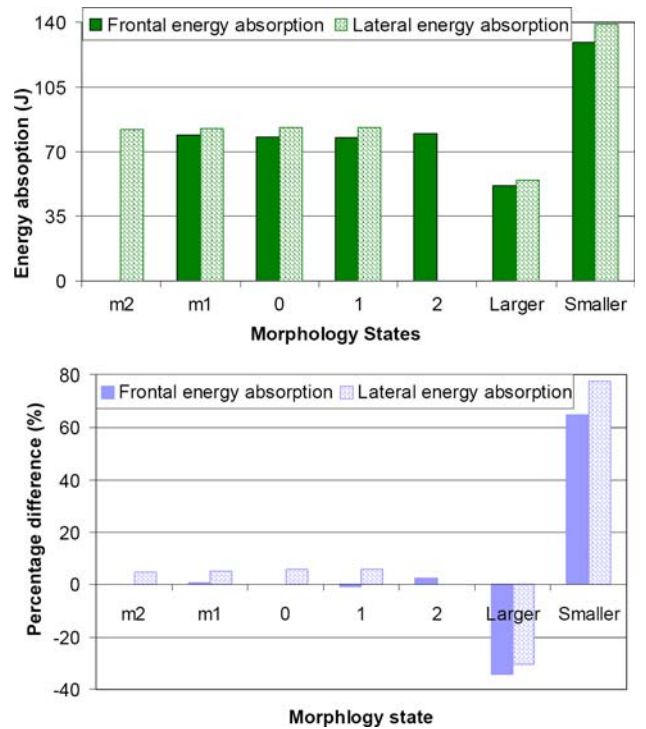 140
Frontal energy absorption Lateral energy absorption
105
70
35
0
Energy absoption (J)
m2 m1 0 1 2 Larger Smaller
Morphology States
80
Frontal energy absorption Lateral energy absorption
60
40
20
0
-20
-40
Percentage difference (%)
m2 m1 0 1 2 Larger Smaller
Morphlogy state